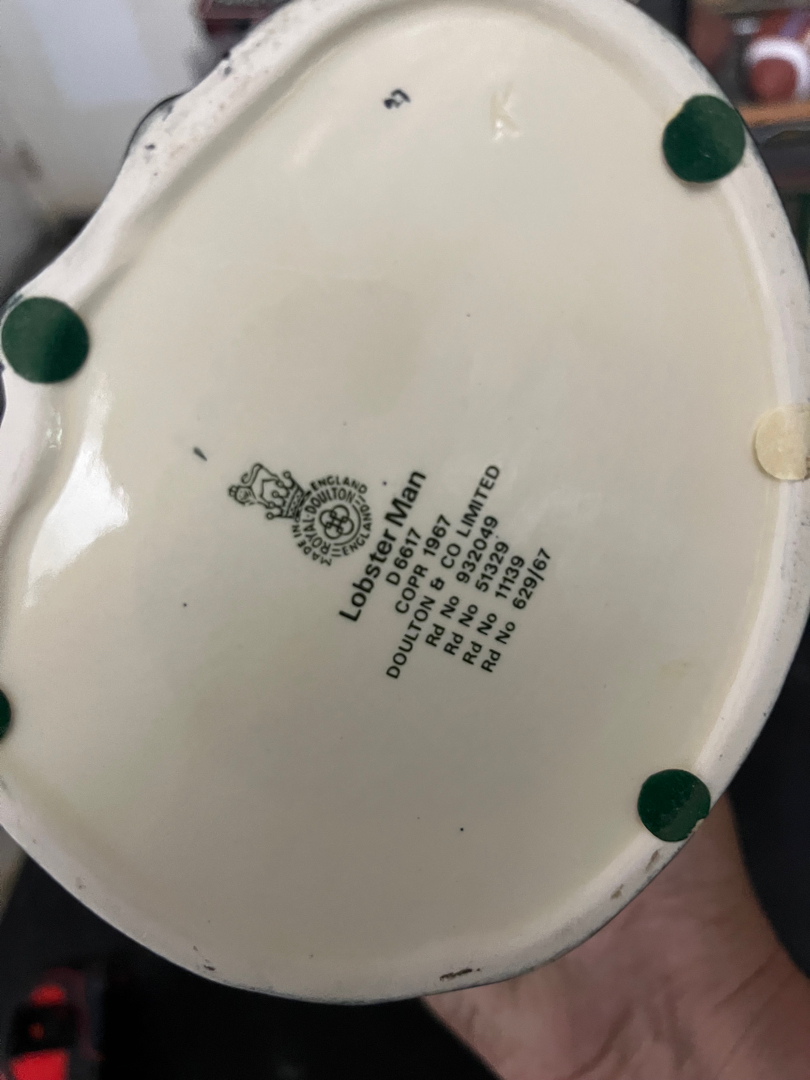 K
MADE IN ENGLAND
ROYAL·DOULTON
ENGLAND
Lobster Man
D 6617
COPR 1967
DOULTON & CO LIMITED
Rd No 932049
Rd No 51329
Rd No 11139
Rd No 629/67